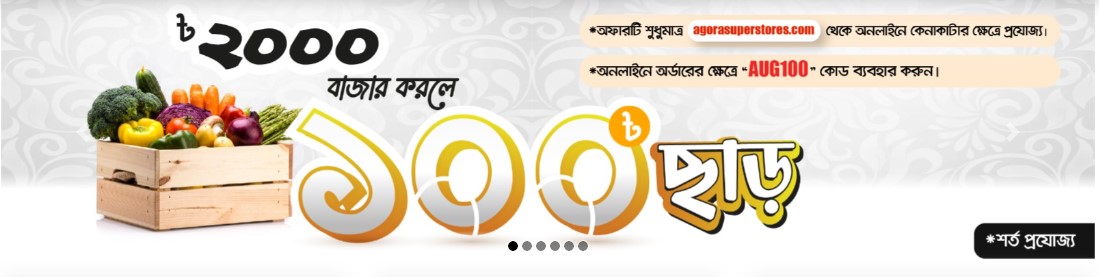 ৳২০০০
বাজার করলে
১০০৳ ছাড়
*অফারটি শুধুমাত্র agorasuperstores.com থেকে অনলাইনে কেনাকাটার ক্ষেত্রে প্রযোজ্য।
*অনলাইনে অর্ডারের ক্ষেত্রে “AUG100” কোড ব্যবহার করুন।
*শর্ত প্রযোজ্য